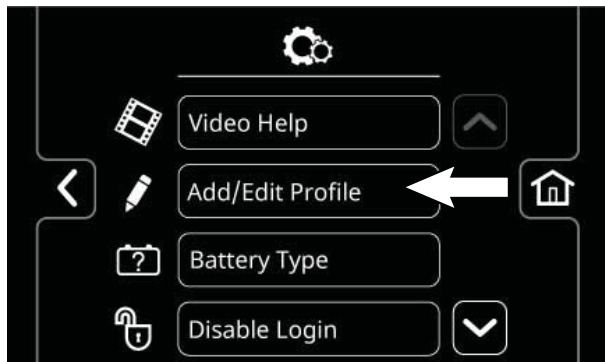 Video Help
Add/Edit Profile
?
Battery Type
Disable Login